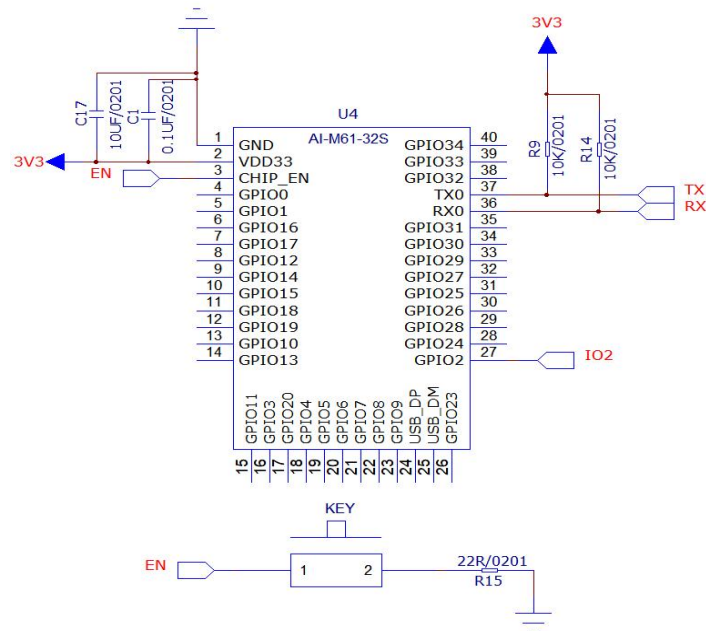 3V3
C17
10UF/0201
C1
0.1UF/0201
3V3
EN
U4
AI-M61-32S
1 GND
2 VDD33
3 CHIP_EN
4 GPIO0
5 GPIO1
6 GPIO16
7 GPIO17
8 GPIO12
9 GPIO14
10 GPIO15
11 GPIO18
12 GPIO19
13 GPIO10
14 GPIO13
GPIO34 40
GPIO33 39
GPIO32 38
TX0 37
RX0 36
GPIO31 35
GPIO30 34
GPIO29 33
GPIO27 32
GPIO25 31
GPIO26 30
GPIO28 29
GPIO24 28
GPIO2 27
R9
10K/0201
R14
10K/0201
TX
RX
IO2
GPIO11 15
GPIO3 16
GPIO20 17
GPIO4 18
GPIO5 19
GPIO6 20
GPIO7 21
GPIO8 22
GPIO9 23
USB_DP 24
USB_DM 25
GPIO23 26
KEY
EN
1 2
22R/0201
R15